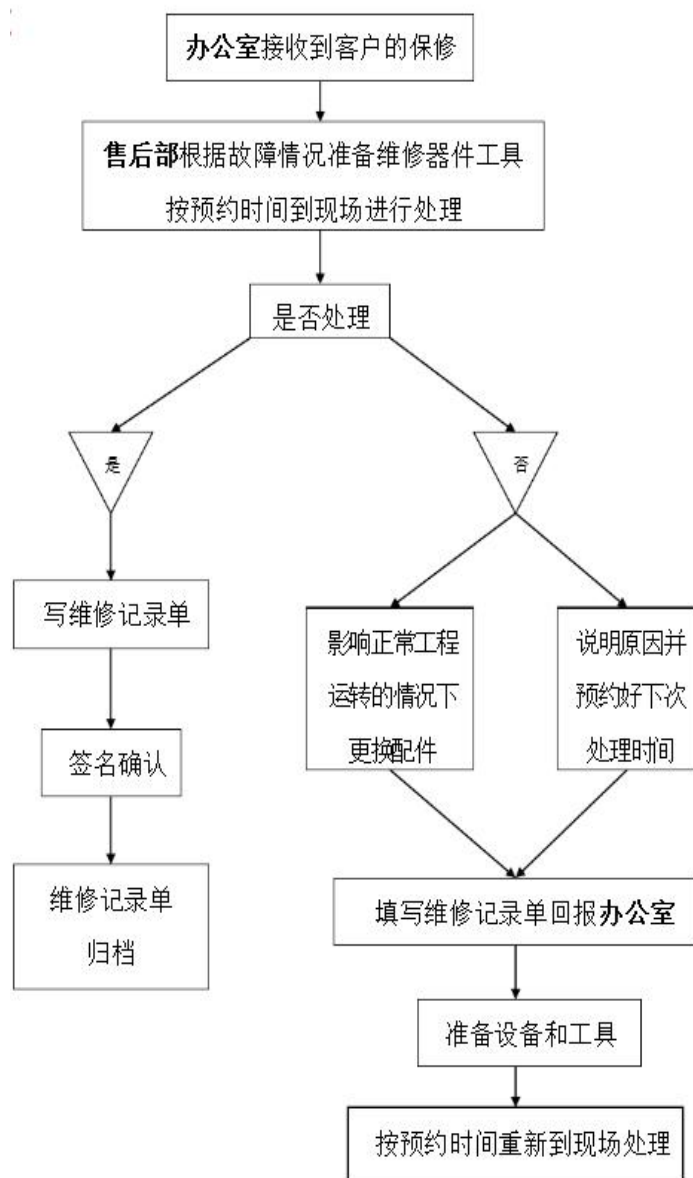 办公室接收到客户的保修
售后部根据故障情况准备维修器件工具
按预约时间到现场进行处理
是否处理
是
否
写维修记录单
签名确认
维修记录单
归档
影响正常工程
运转的情况下
更换配件
说明原因并
预约好下次
处理时间
填写维修记录单回报办公室
准备设备和工具
按预约时间重新到现场处理